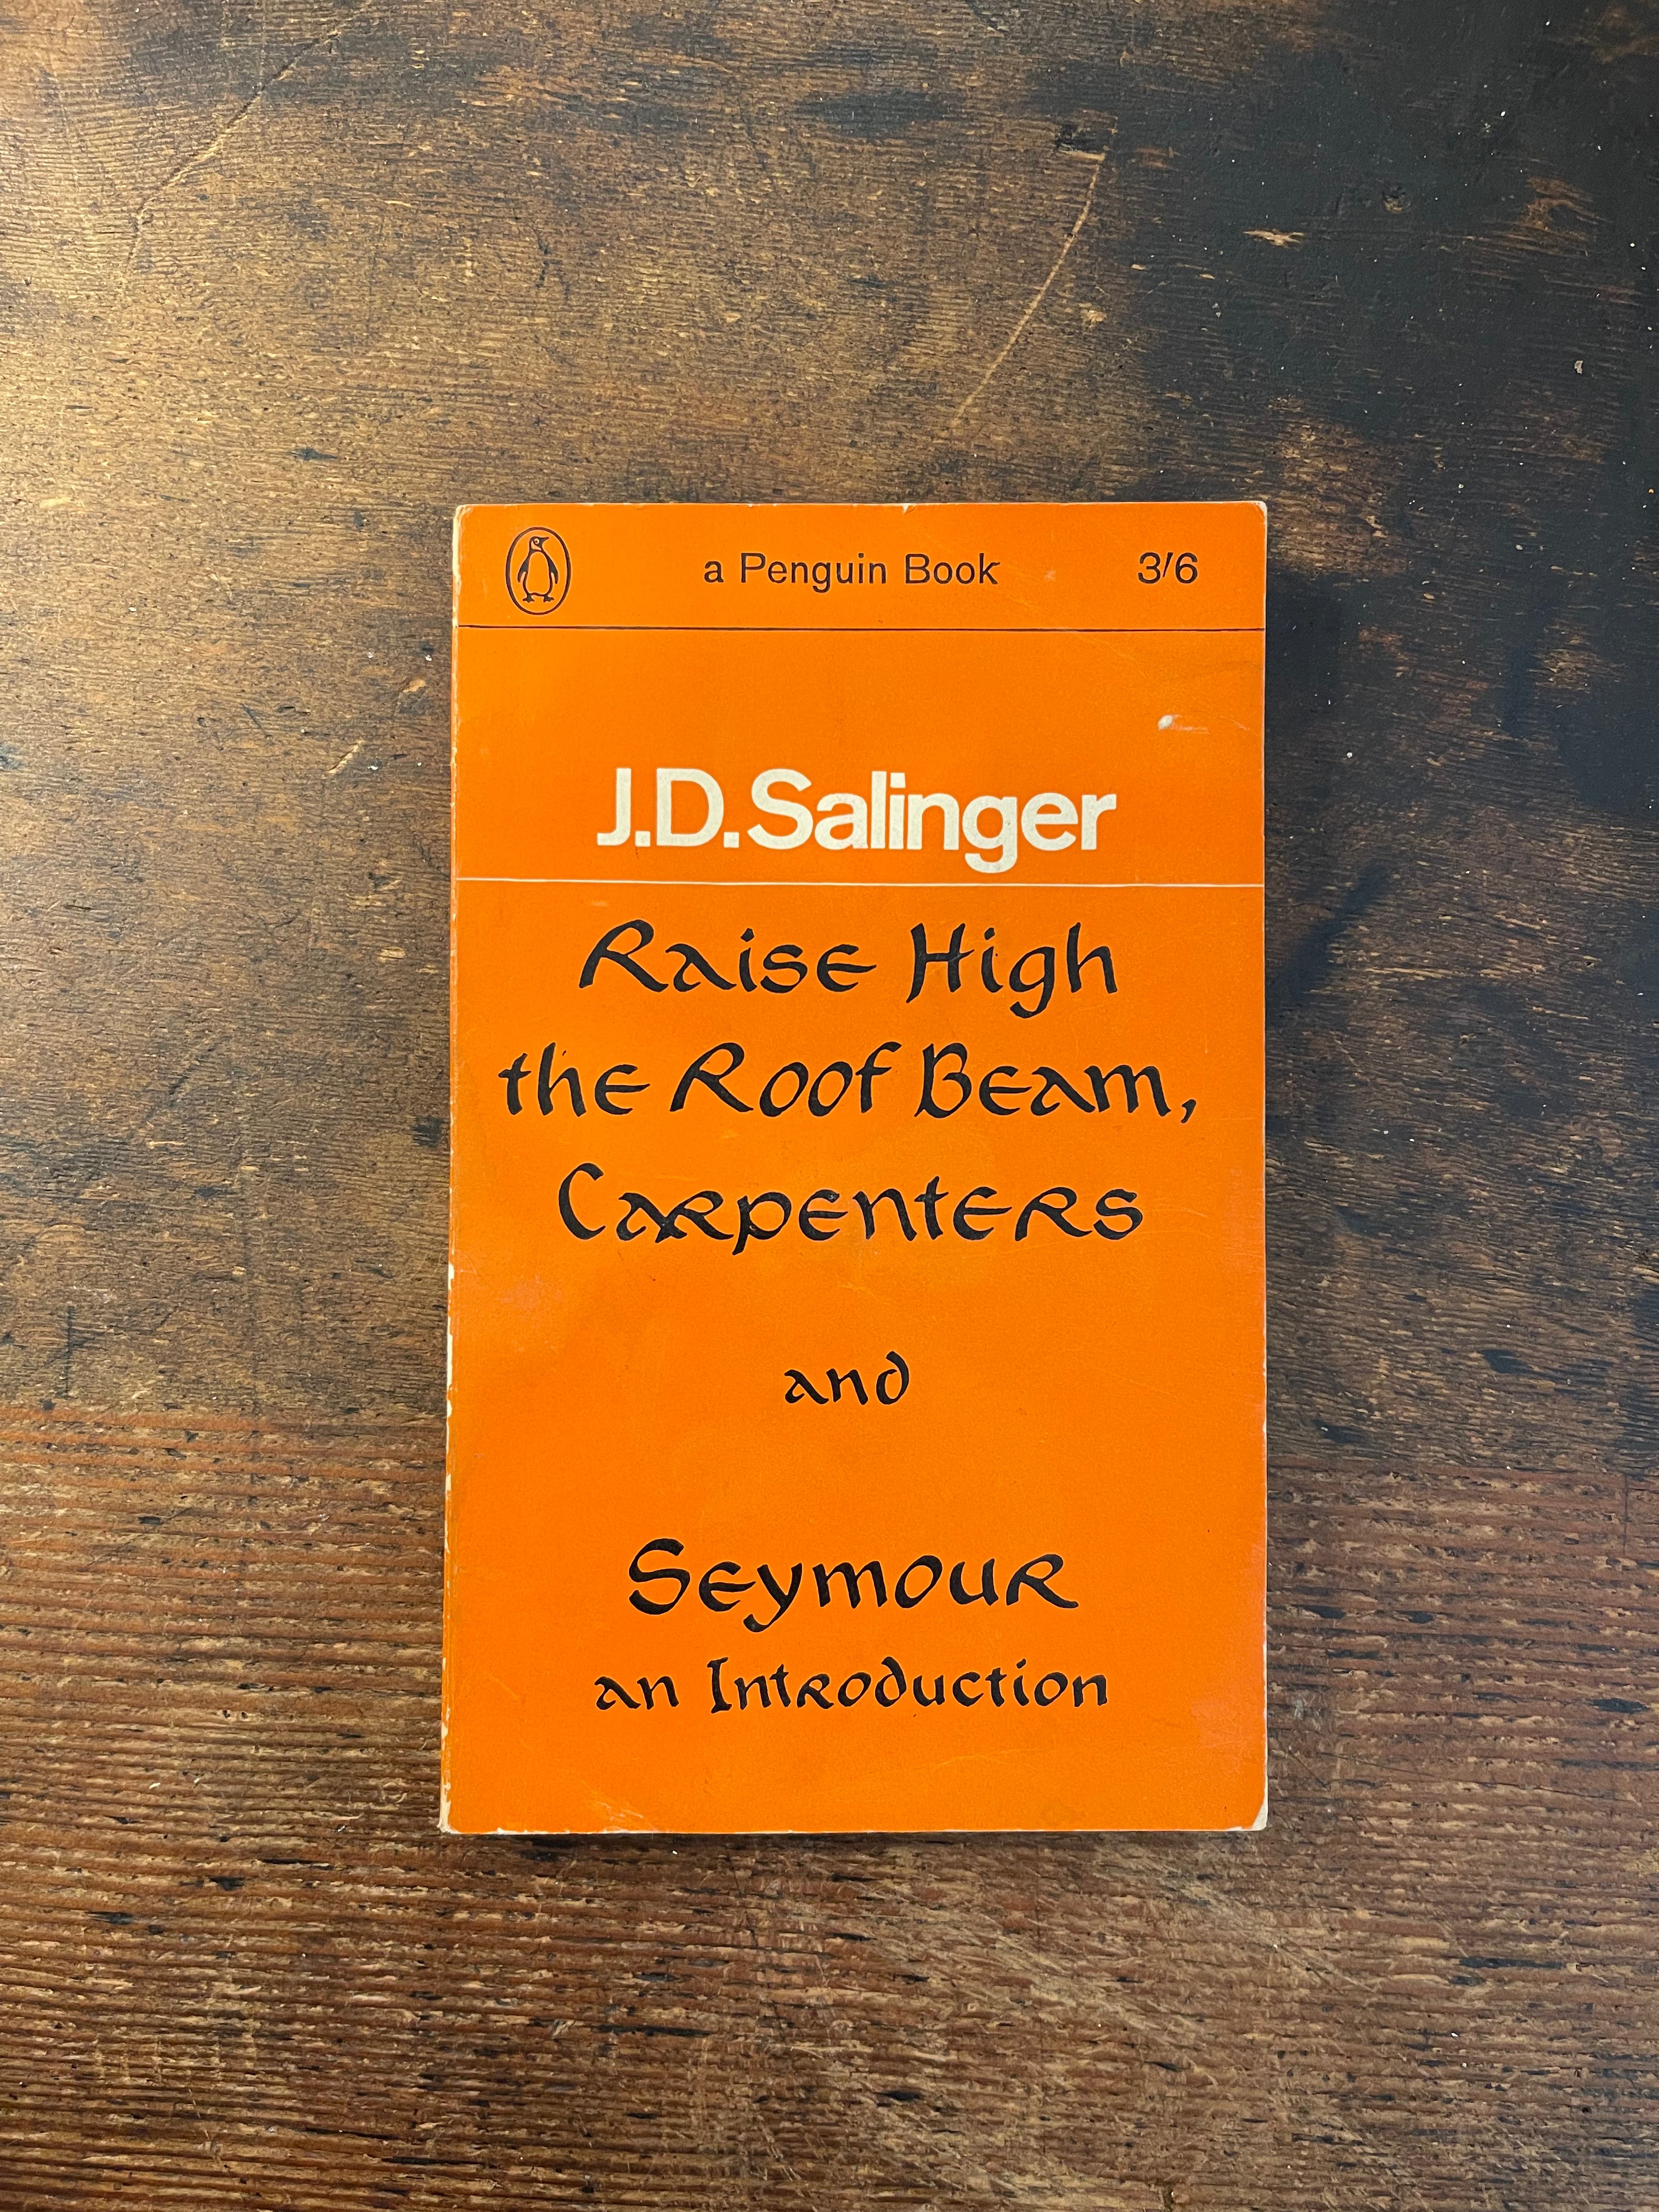 a Penguin Book 3/6
J.D.Salinger
Raise High
the Roof Beam,
Carpenters
and
Seymour
an Introduction